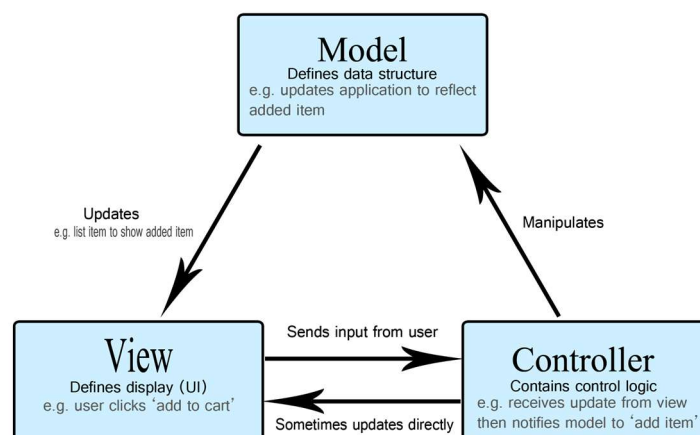 Model
Defines data structure
e.g. updates application to reflect
added item
Updates
e.g. list item to show added item
Manipulates
View
Defines display (UI)
e.g. user clicks ‘add to cart’
Sends input from user
Sometimes updates directly
Controller
Contains control logic
e.g. receives update from view
then notifies model to ‘add item’